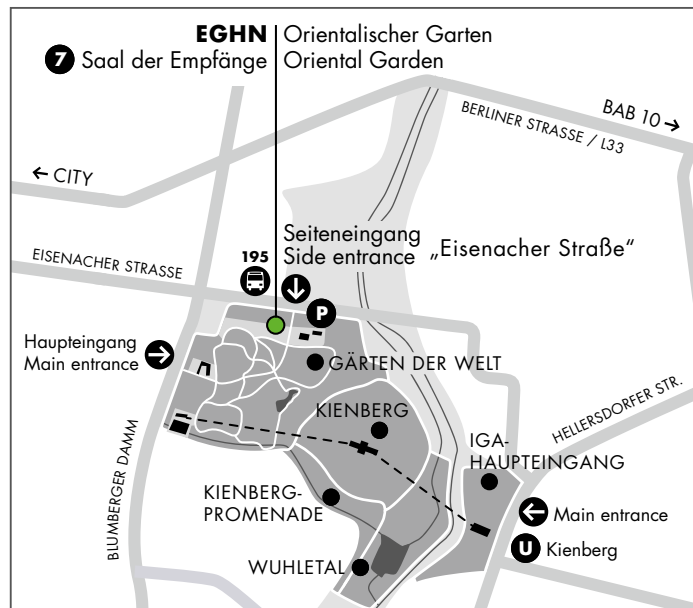 EGHN Orientalischer Garten
7 Saal der Empfänge Oriental Garden
BAB 10 →
BERLINER STRASSE / L33
← CITY
EISENACHER STRASSE
195
Seiteneingang
Side entrance „Eisenacher Straße“
↓
P
Haupteingang
Main entrance →
GÄRTEN DER WELT
KIENBERG
HELLERSDORFER STR.
IGA-
HAUPTEINGANG
BLUMBERGER DAMM
KIENBERG-
PROMENADE
← Main entrance
U Kienberg
WUHLETAL